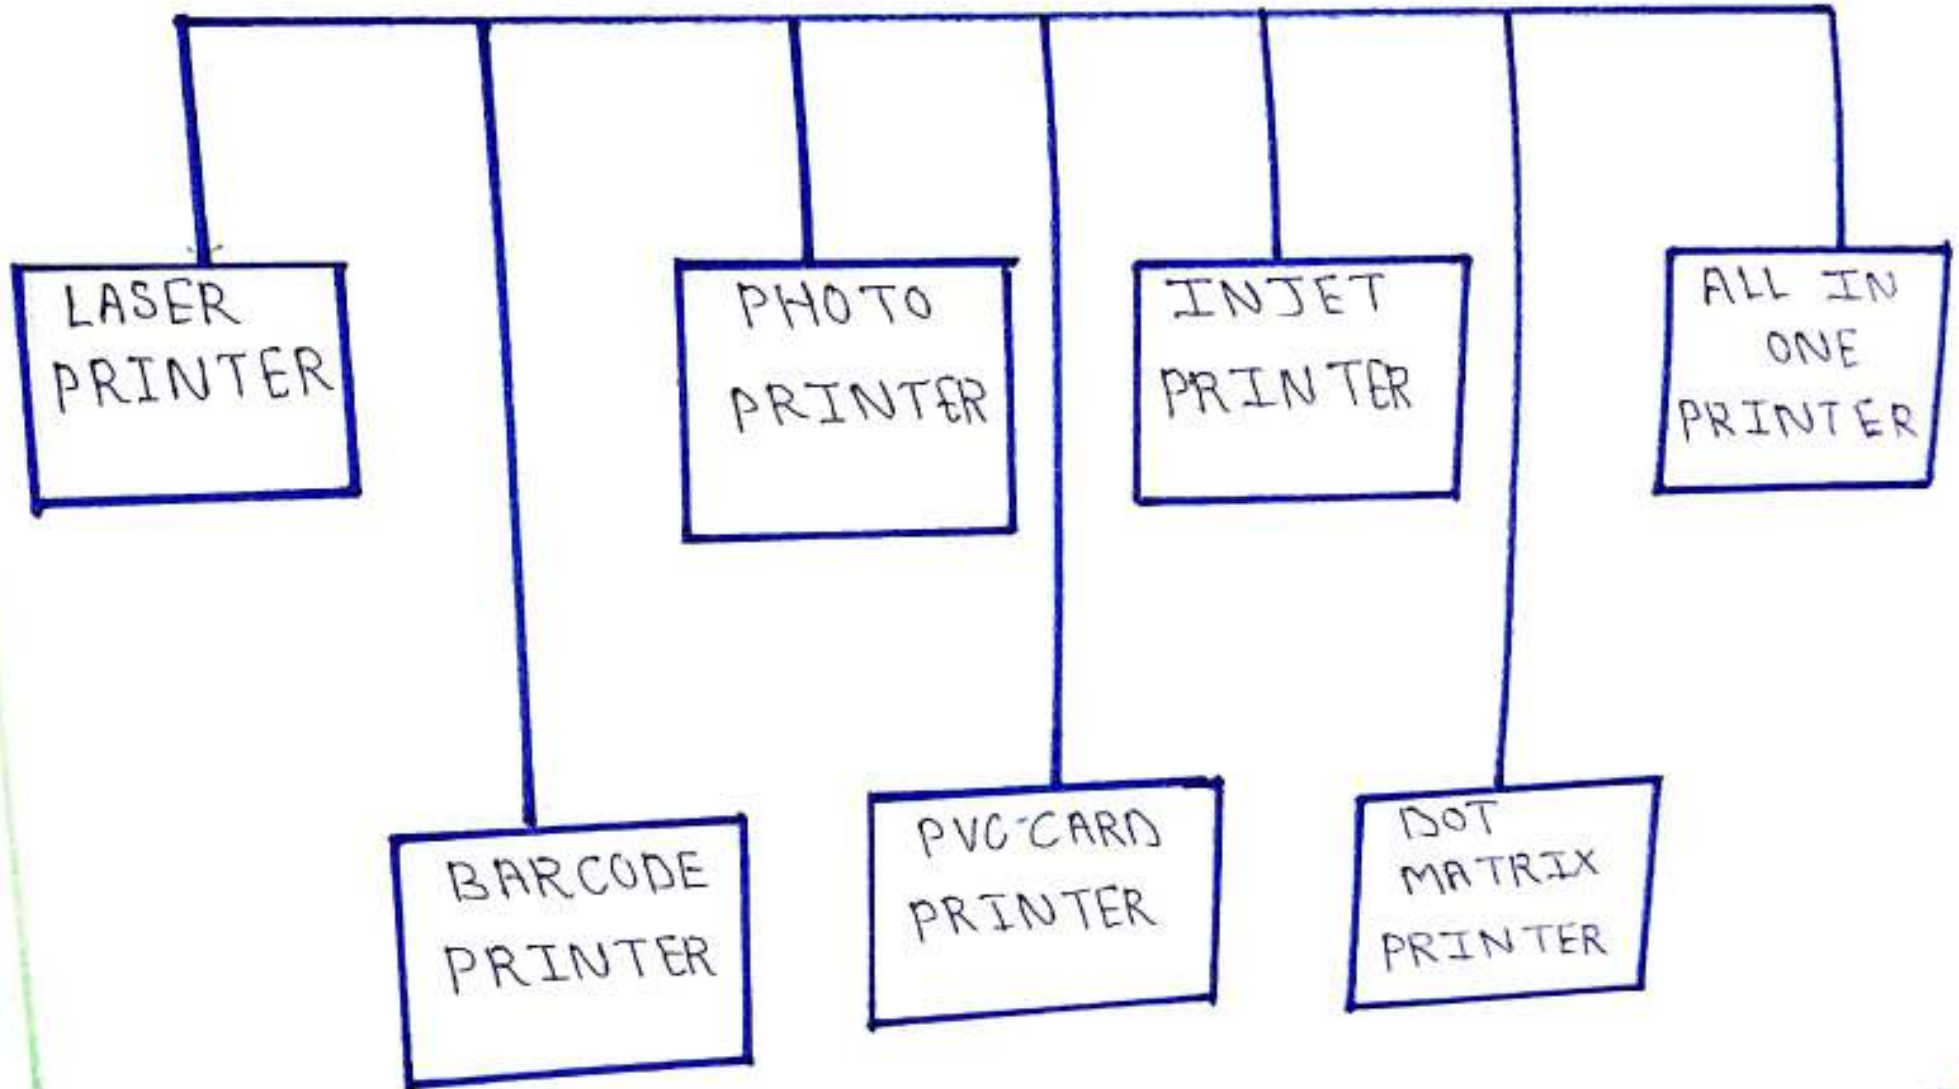 LASER
PRINTER
PHOTO
PRINTER
INJET
PRINTER
ALL IN
ONE
PRINTER
BARCODE
PRINTER
PVC-CARD
PRINTER
DOT
MATRIX
PRINTER